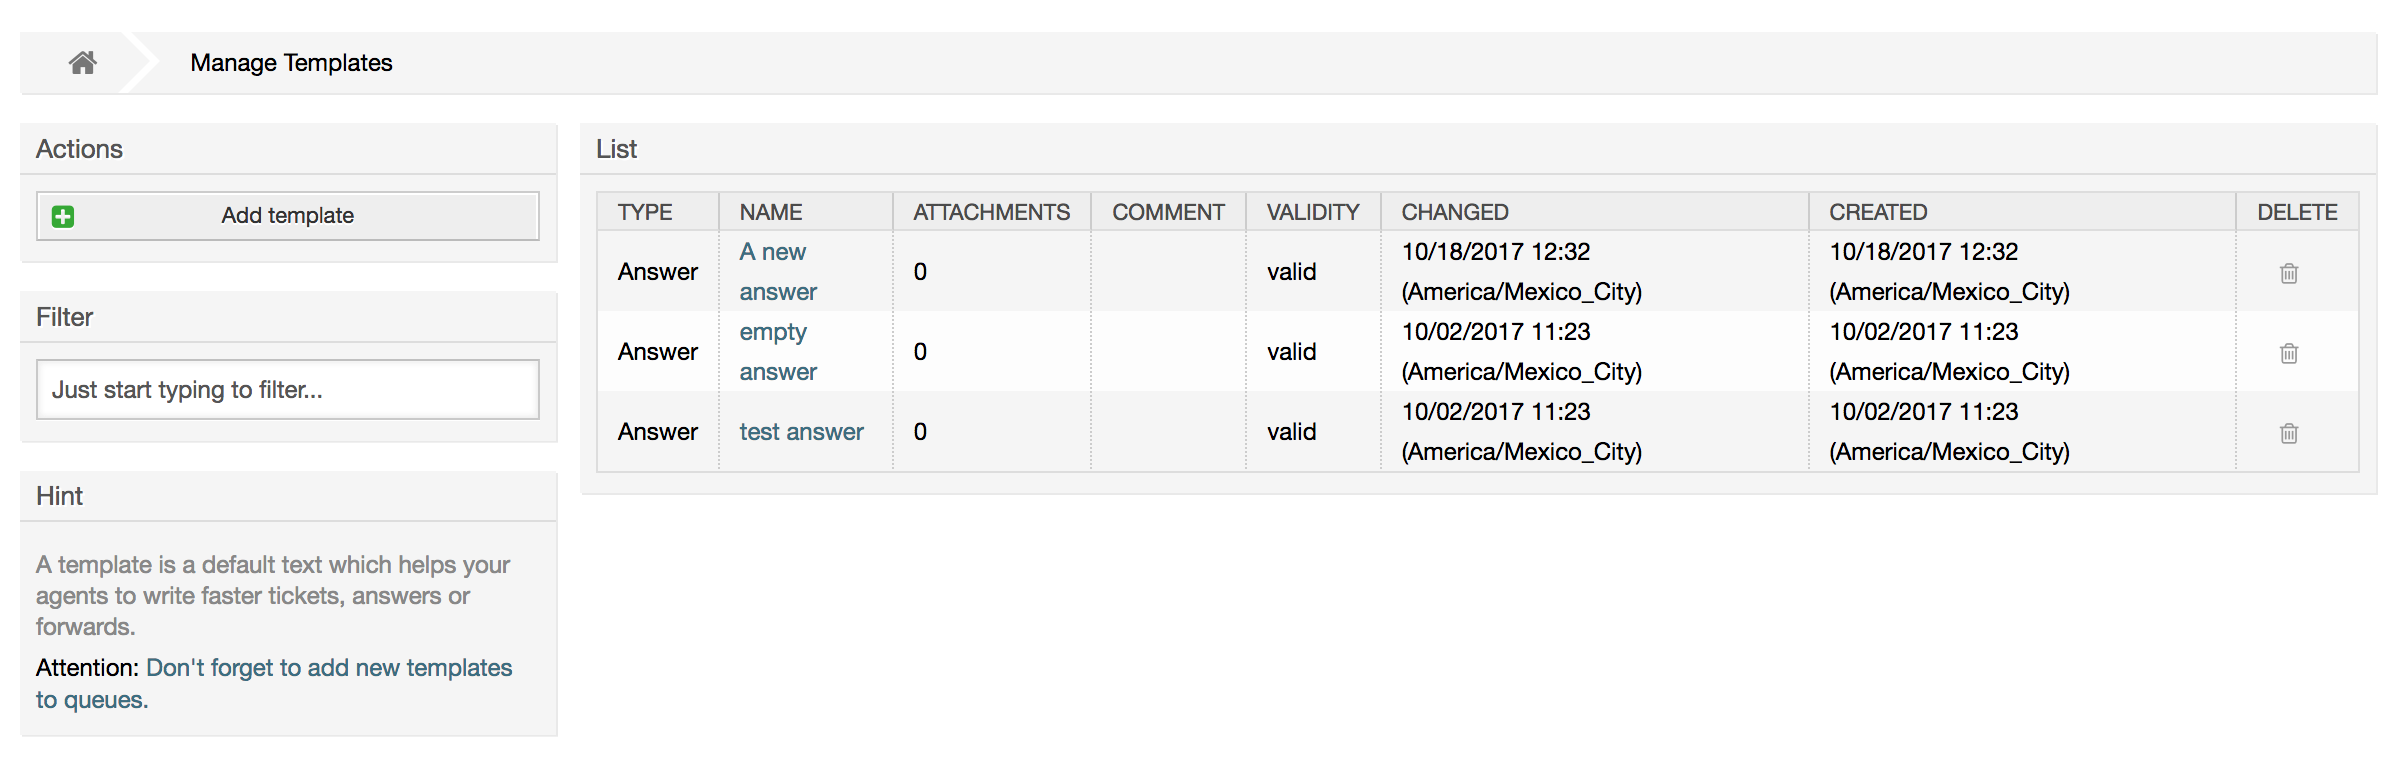 Manage Templates
Actions
Add template
Filter
Just start typing to filter...
Hint
A template is a default text which helps your
agents to write faster tickets, answers or
forwards.
Attention: Don't forget to add new templates
to queues.
List
TYPE NAME ATTACHMENTS COMMENT VALIDITY CHANGED CREATED DELETE
Answer A new answer 0 valid 10/18/2017 12:32 (America/Mexico_City) 10/18/2017 12:32 (America/Mexico_City)
Answer empty answer 0 valid 10/02/2017 11:23 (America/Mexico_City) 10/02/2017 11:23 (America/Mexico_City)
Answer test answer 0 valid 10/02/2017 11:23 (America/Mexico_City) 10/02/2017 11:23 (America/Mexico_City)